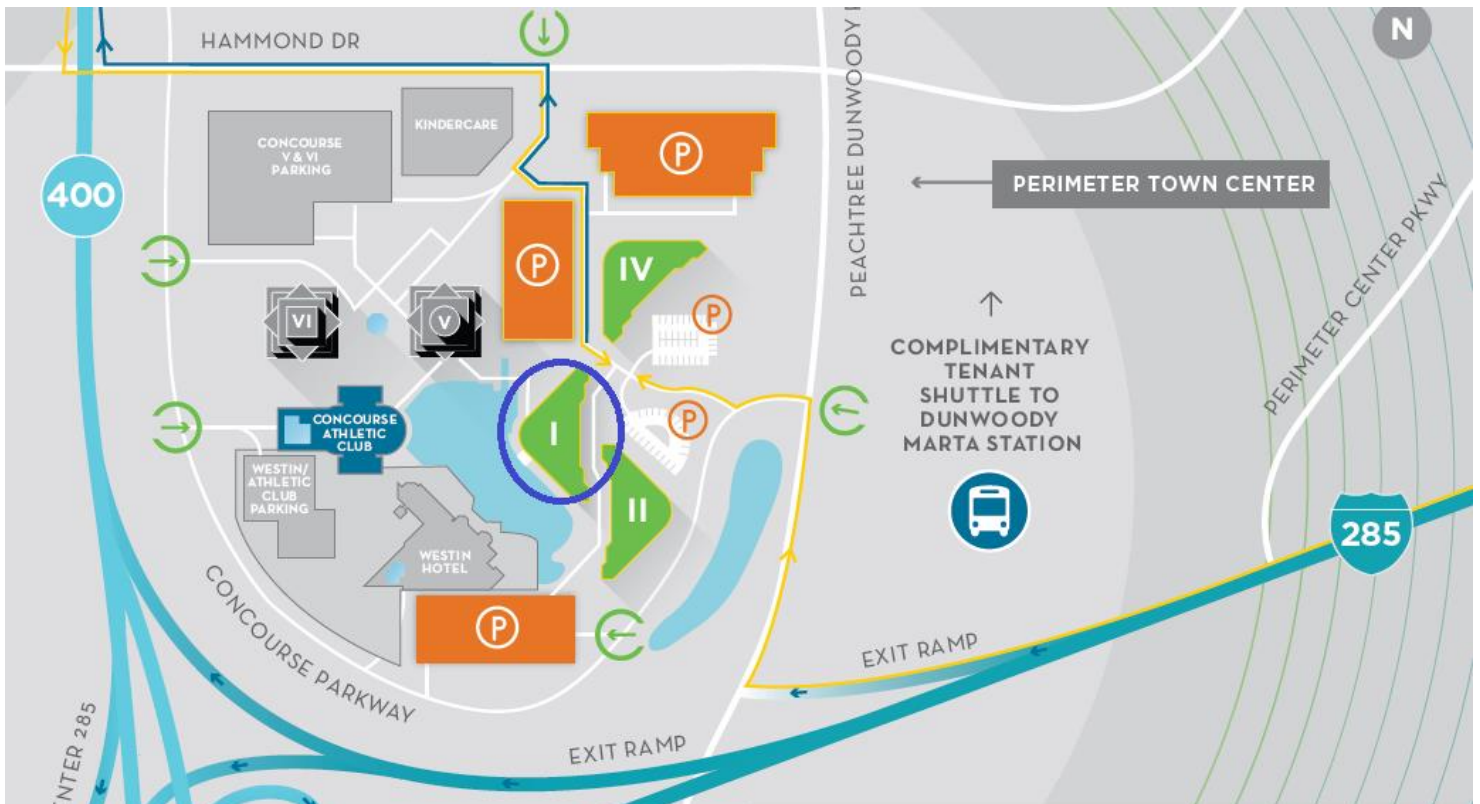 HAMMOND DR
N
KINDERCARE
CONCOURSE
V & VI
PARKING
P
PEACHTREE DUNWOODY
PERIMETER TOWN CENTER
400
P
IV
PERIMETER CENTER PKWY
P
VI
V
COMPLIMENTARY
TENANT
SHUTTLE TO
DUNWOODY
MARTA STATION
CONCOURSE
ATHLETIC
CLUB
I
P
WESTIN/
ATHLETIC
CLUB
PARKING
II
285
WESTIN
HOTEL
CONCOURSE PARKWAY
P
EXIT RAMP
EXIT RAMP
285